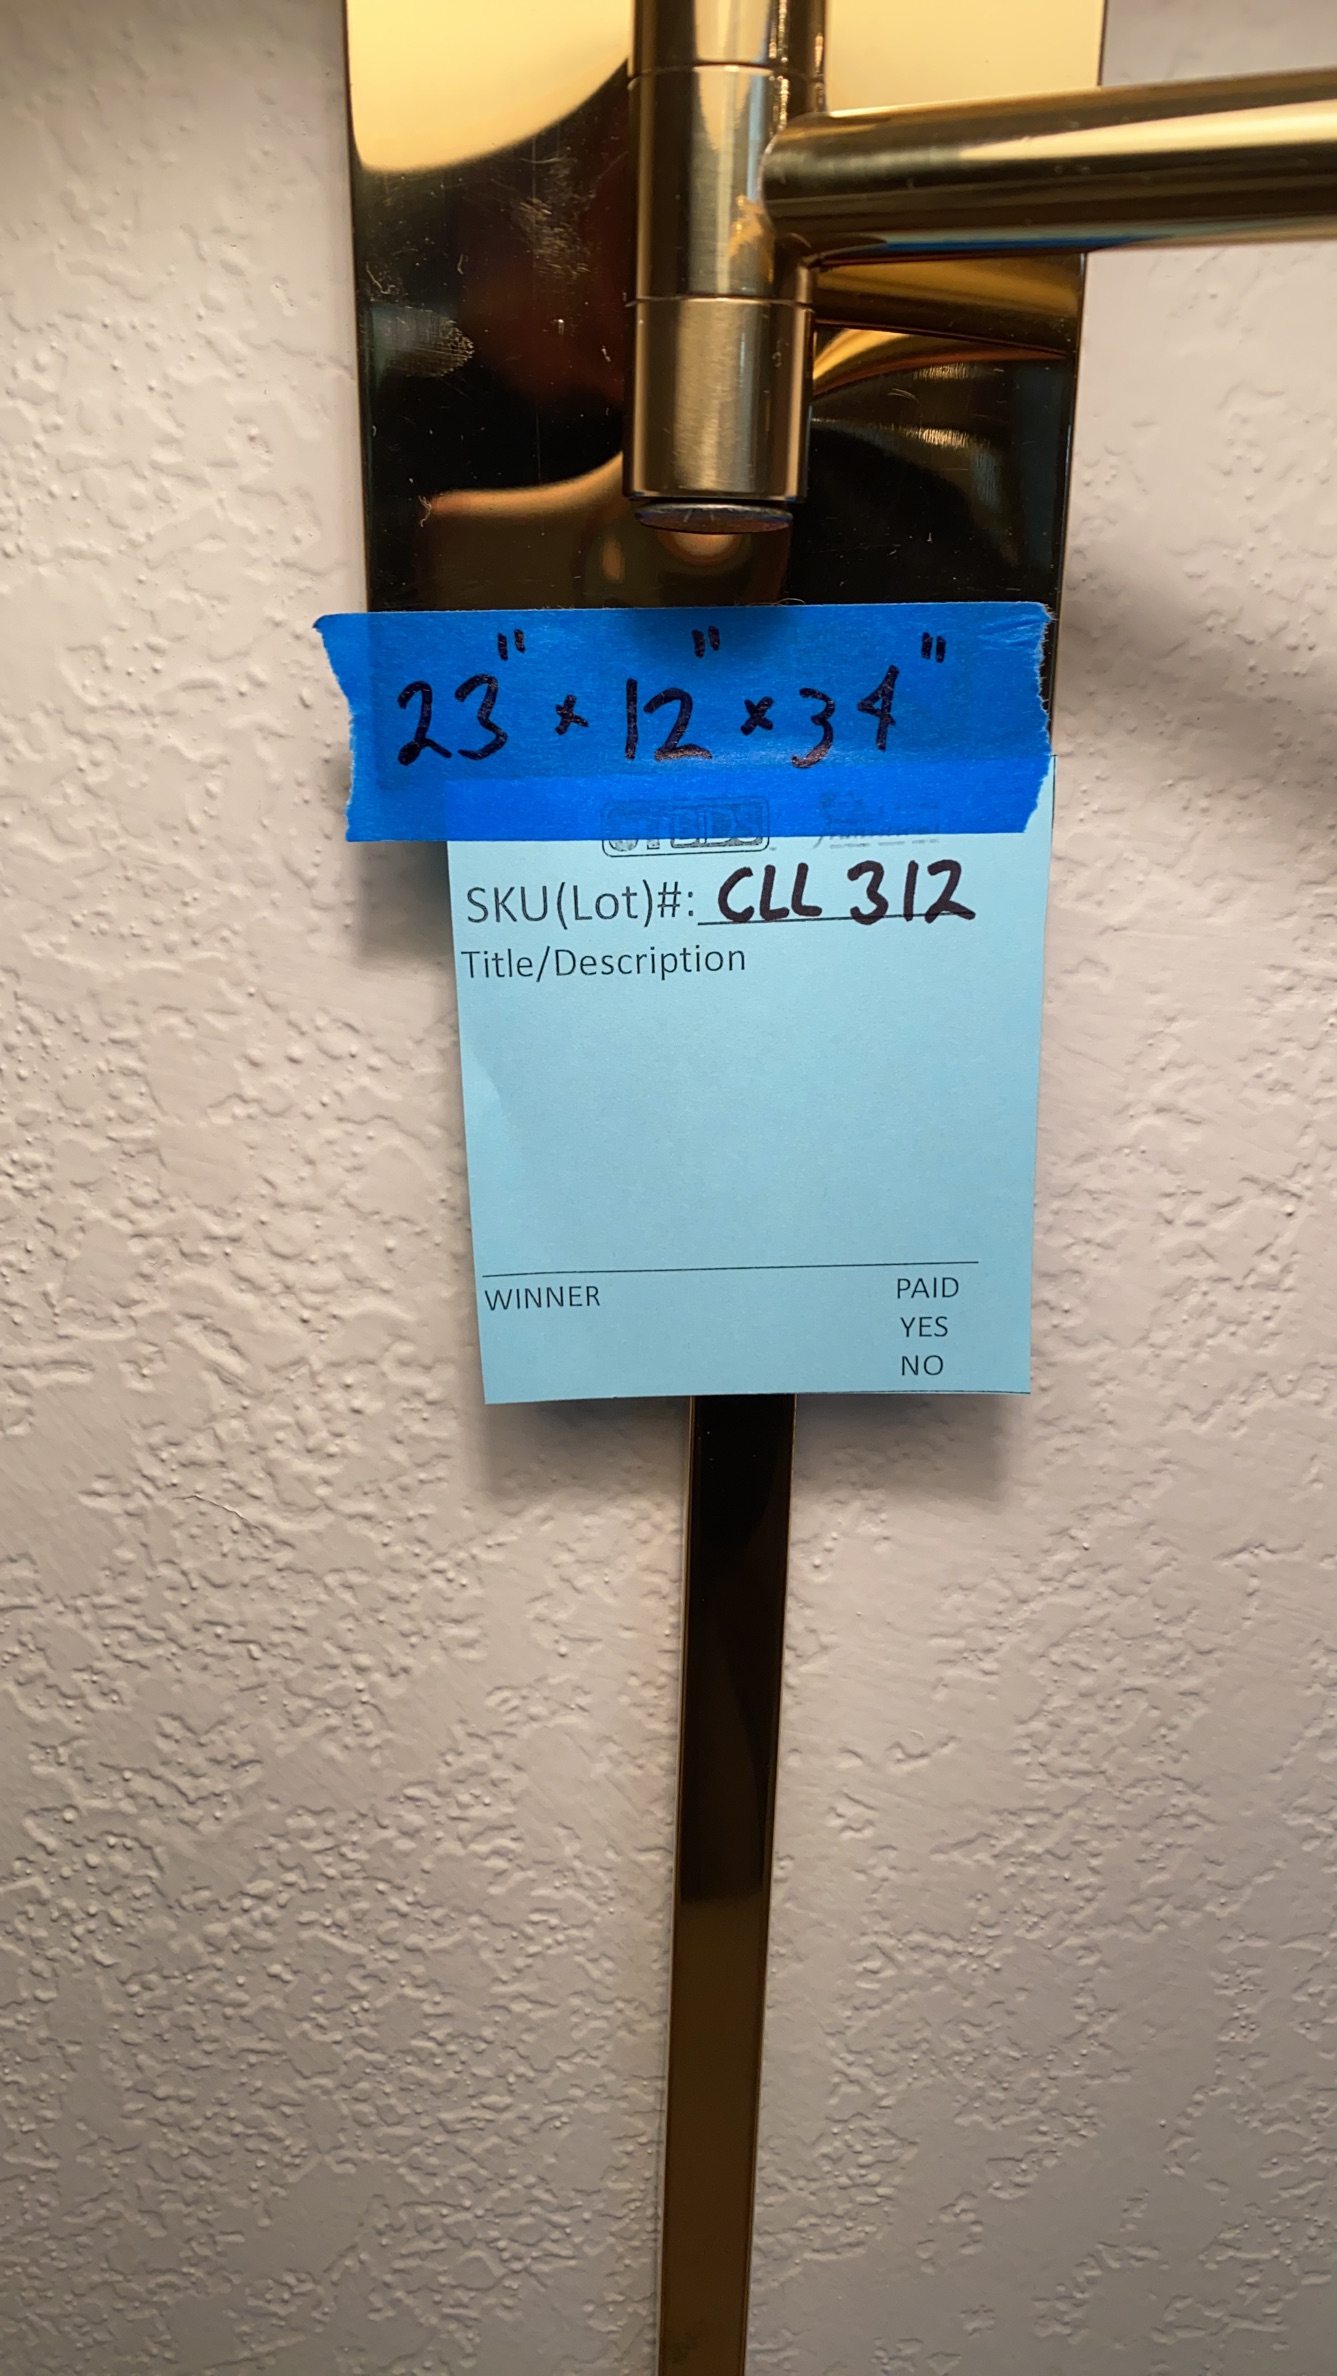 23" x 12" x 34"
SKU(Lot)#: CLL 312
Title/Description
WINNER
PAID
YES
NO